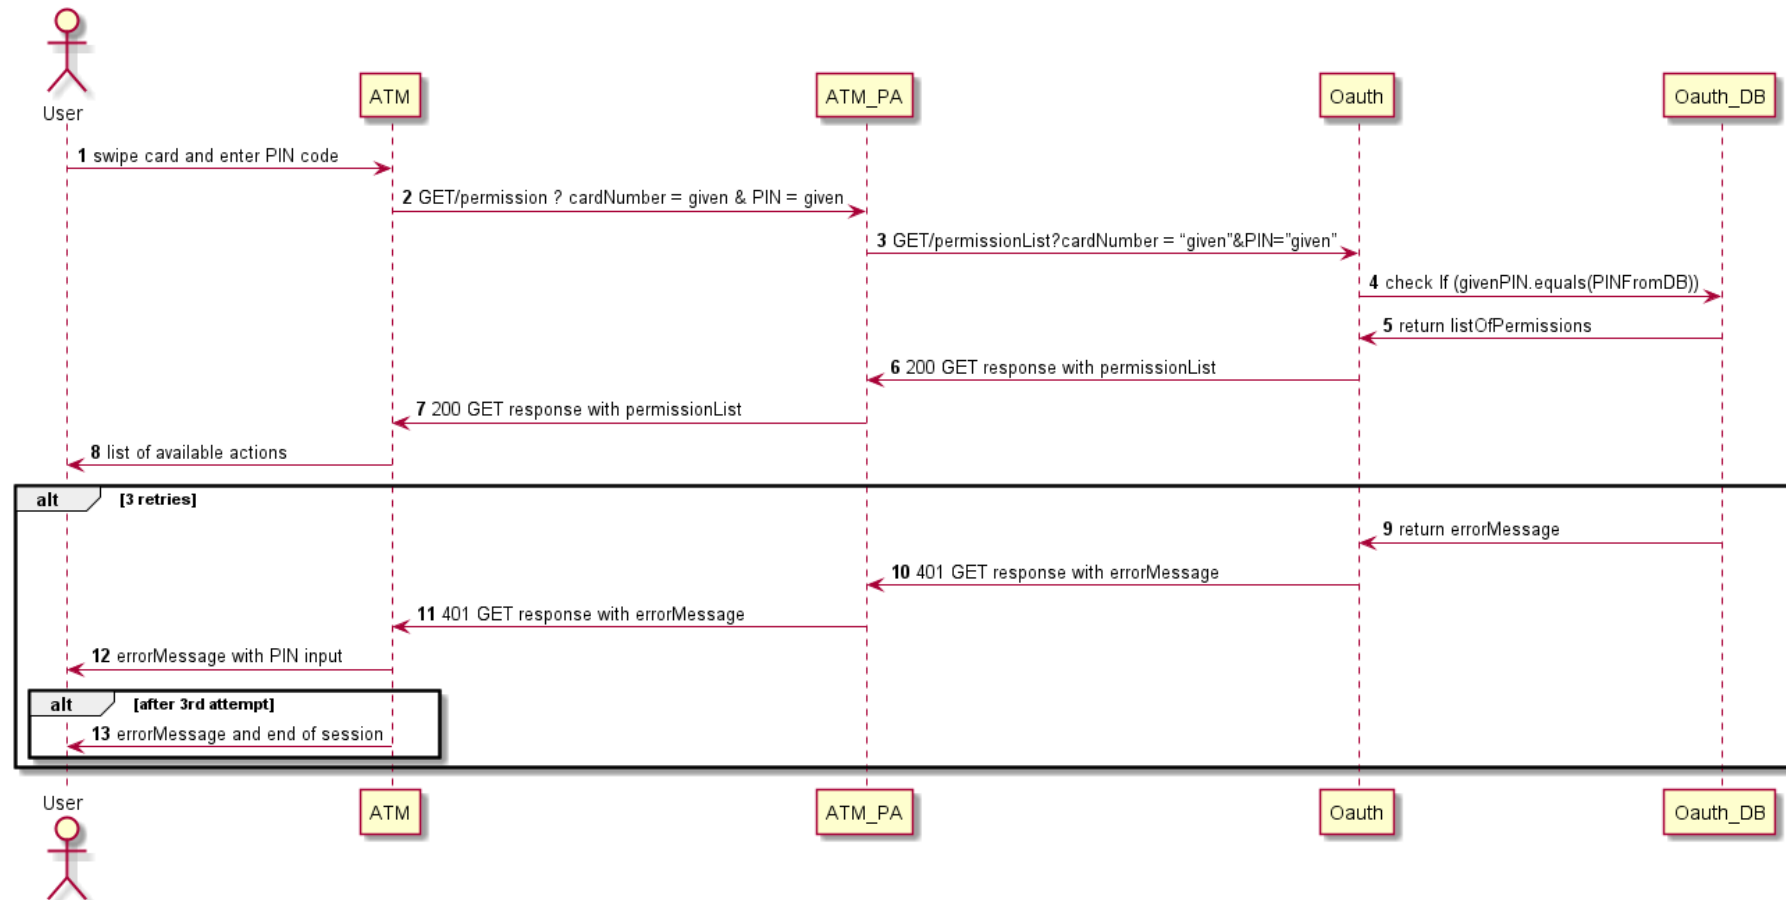 User
ATM
ATM_PA
Oauth
Oauth_DB
1 swipe card and enter PIN code
2 GET/permission ? cardNumber = given & PIN = given
3 GET/permissionList?cardNumber = “given”&PIN=”given”
4 check If (givenPIN.equals(PINFromDB))
5 return listOfPermissions
6 200 GET response with permissionList
7 200 GET response with permissionList
8 list of available actions
alt [3 retries]
9 return errorMessage
10 401 GET response with errorMessage
11 401 GET response with errorMessage
12 errorMessage with PIN input
alt [after 3rd attempt]
13 errorMessage and end of session
User
ATM
ATM_PA
Oauth
Oauth_DB